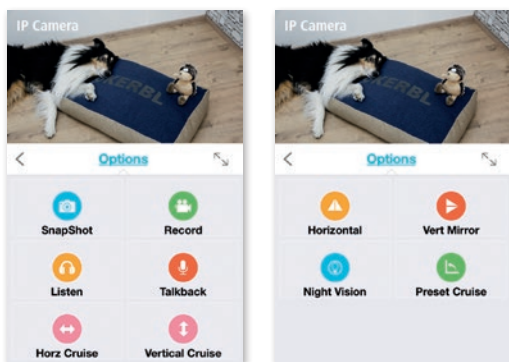 IP Camera
KERBL
Options
SnapShot Record
Listen Talkback
Horz Cruise Vertical Cruise
IP Camera
KERBL
Options
Horizontal Vert Mirror
Night Vision Preset Cruise